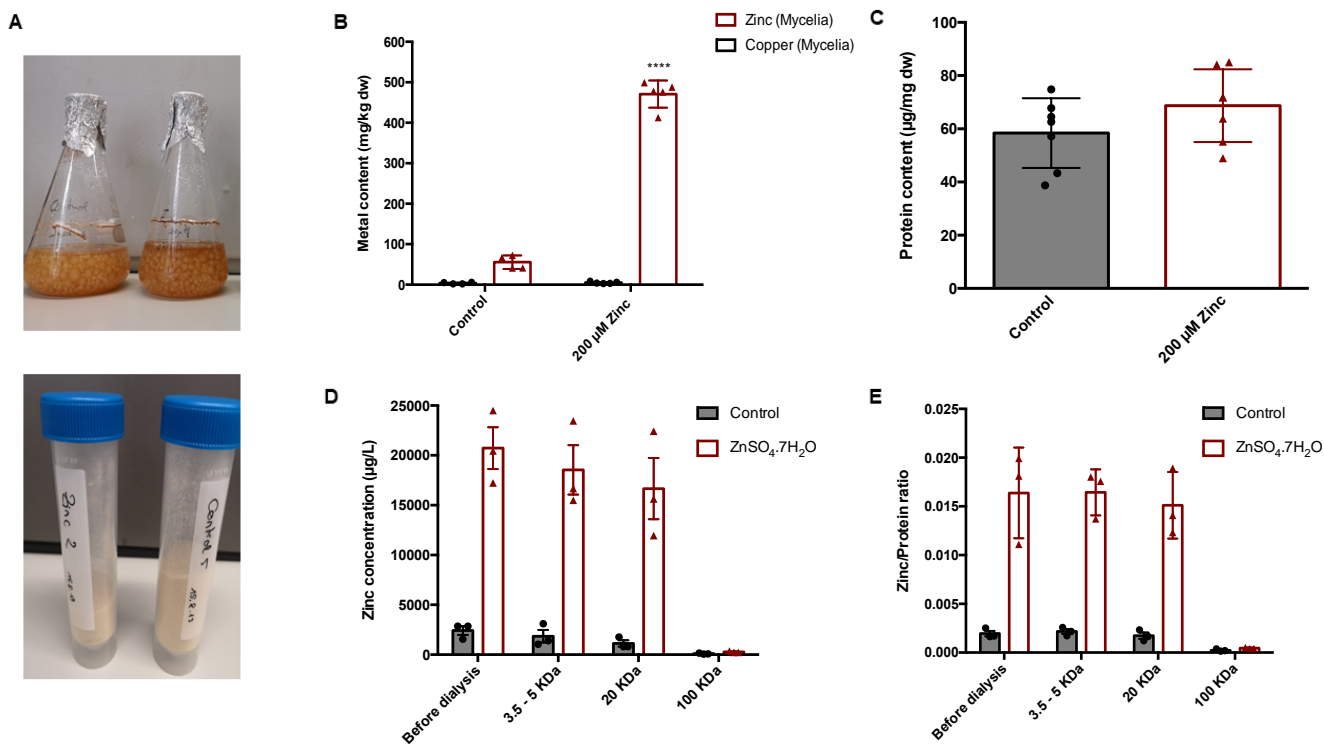 A
Control
Zinc 2
Control 1
B
Zinc (Mycelia)
Copper (Mycelia)
Metal content (mg/kg dw)
600
500
400
300
200
100
0
****
Control
200 µM Zinc
C
Protein content (µg/mg dw)
100
80
60
40
20
0
Control
200 µM Zinc
D
Control
ZnSO₄.7H₂O
Zinc concentration (µg/L)
25000
20000
15000
10000
5000
0
Before dialysis
3.5 - 5 KDa
20 KDa
100 KDa
E
Control
ZnSO₄.7H₂O
Zinc/Protein ratio
0.025
0.020
0.015
0.010
0.005
0.000
Before dialysis
3.5 - 5 KDa
20 KDa
100 KDa